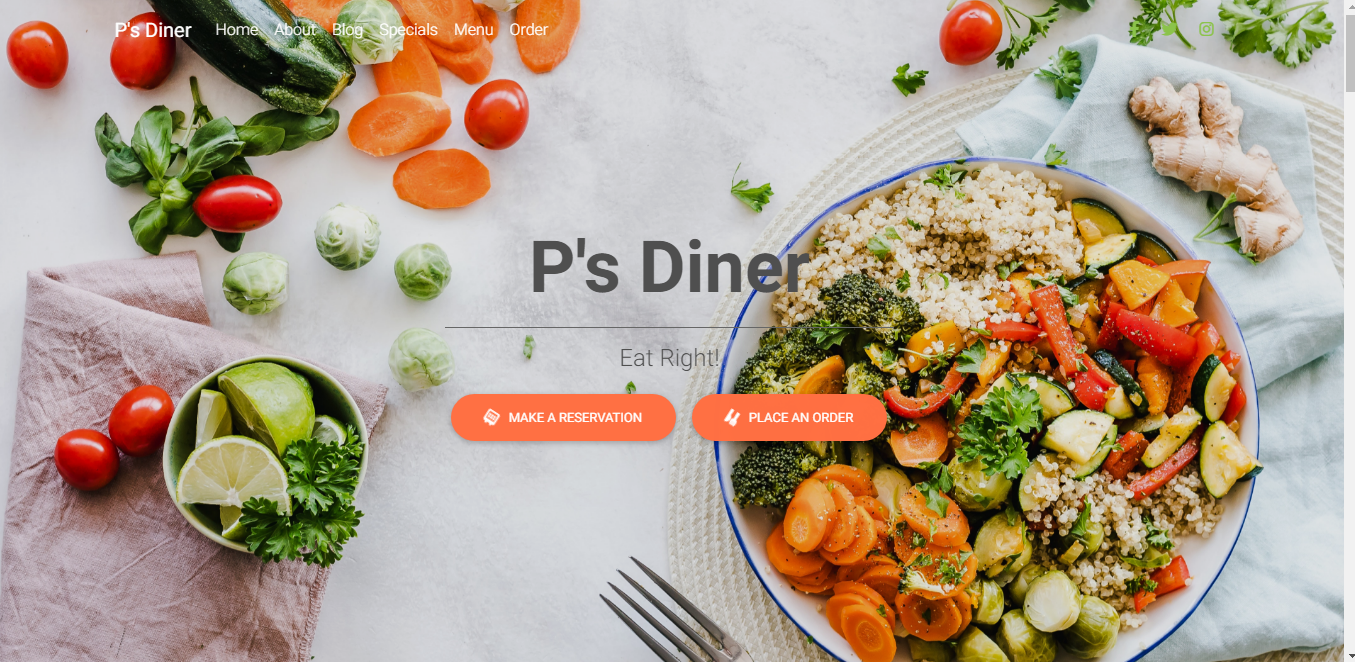 P's Diner Home About Blog Specials Menu Order
P's Diner
Eat Right!
MAKE A RESERVATION PLACE AN ORDER